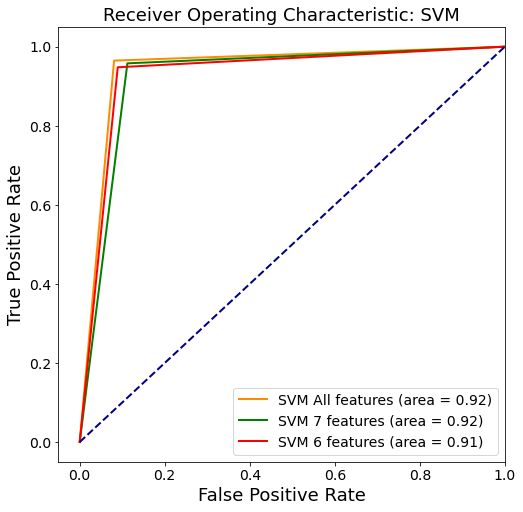 Receiver Operating Characteristic: SVM
True Positive Rate
1.0
0.8
0.6
0.4
0.2
0.0
SVM All features (area = 0.92)
SVM 7 features (area = 0.92)
SVM 6 features (area = 0.91)
0.0 0.2 0.4 0.6 0.8 1.0
False Positive Rate